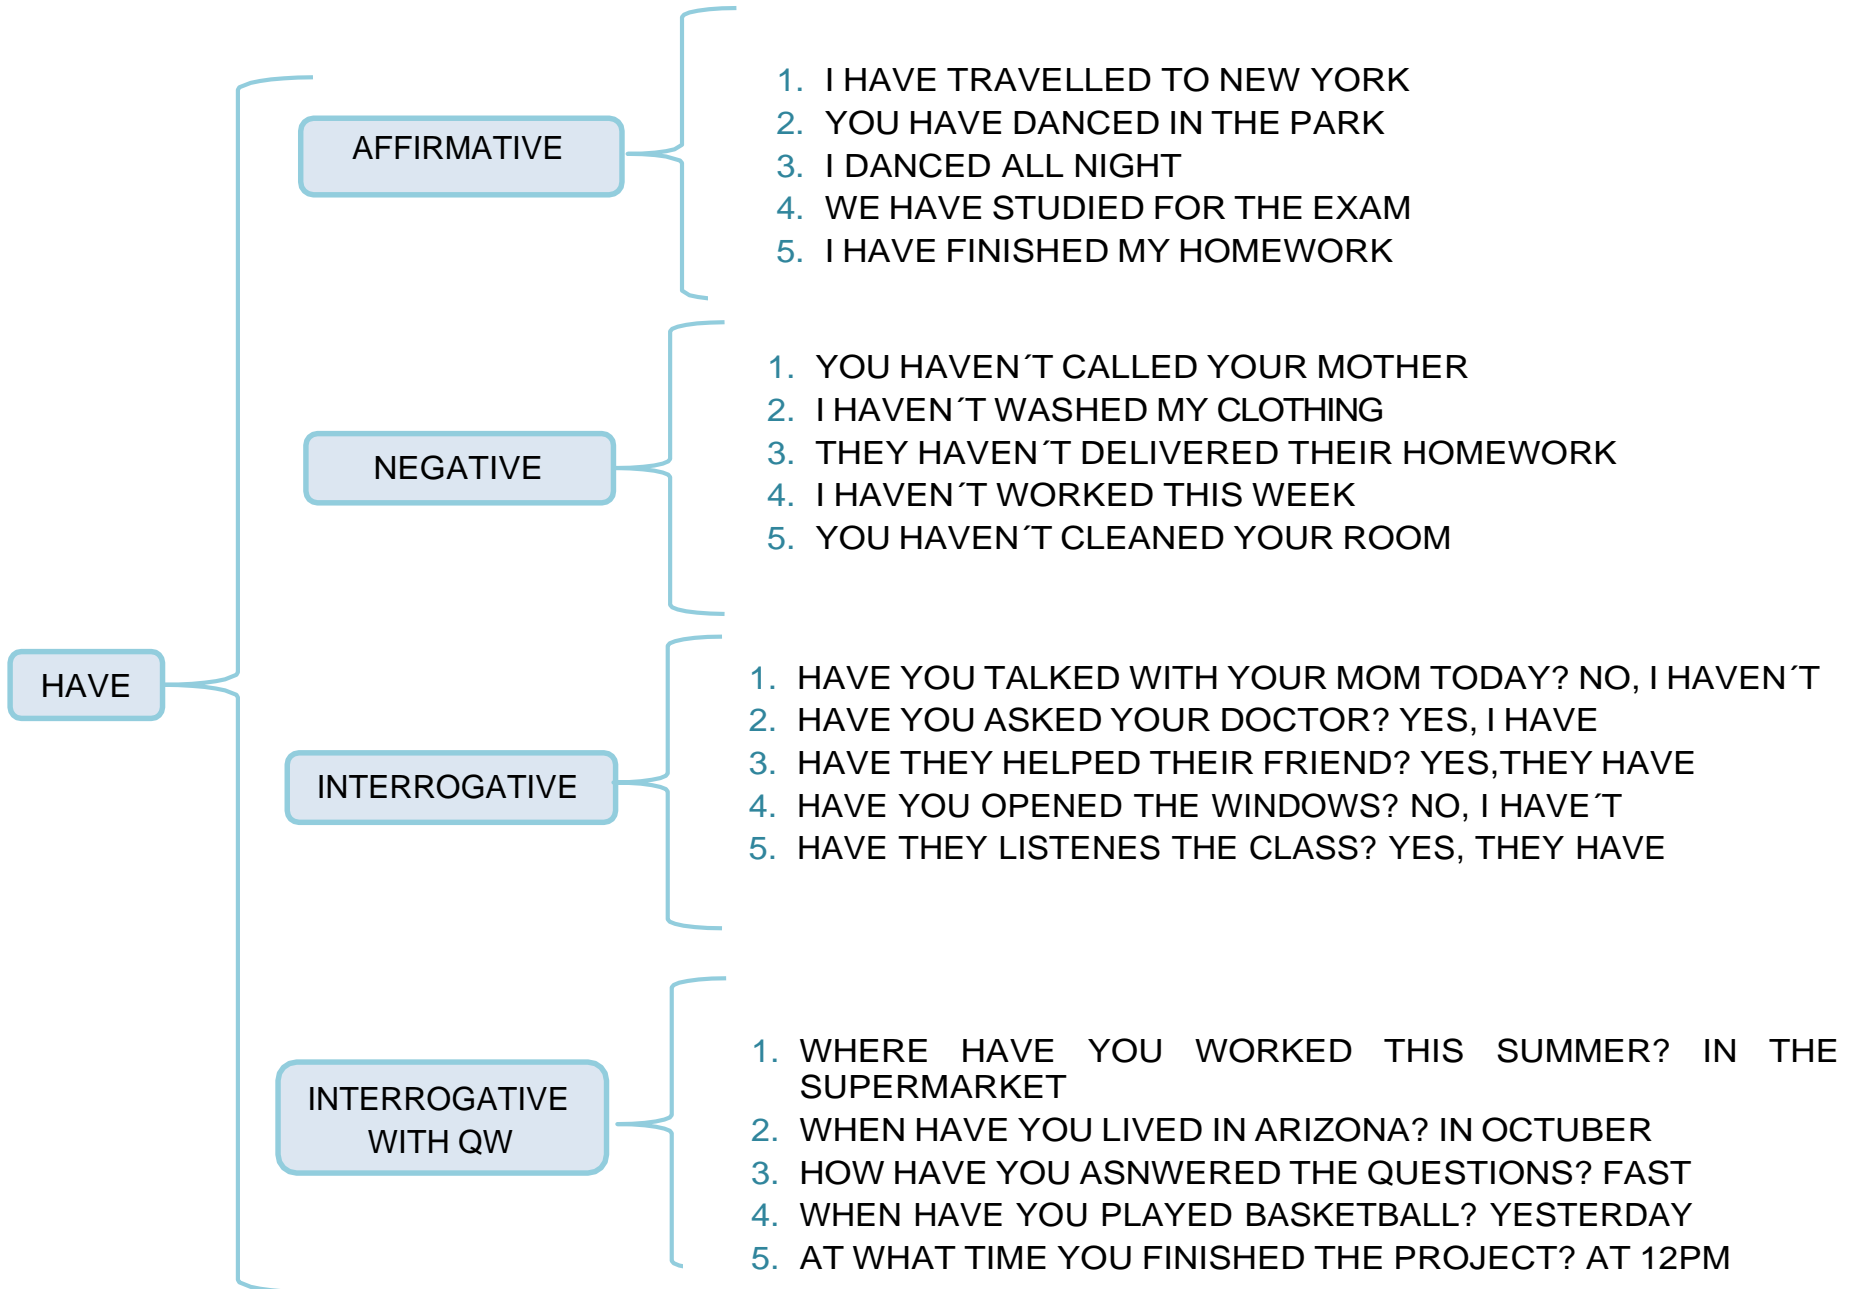 AFFIRMATIVE
1. I HAVE TRAVELLED TO NEW YORK
2. YOU HAVE DANCED IN THE PARK
3. I DANCED ALL NIGHT
4. WE HAVE STUDIED FOR THE EXAM
5. I HAVE FINISHED MY HOMEWORK
NEGATIVE
1. YOU HAVEN´T CALLED YOUR MOTHER
2. I HAVEN´T WASHED MY CLOTHING
3. THEY HAVEN´T DELIVERED THEIR HOMEWORK
4. I HAVEN´T WORKED THIS WEEK
5. YOU HAVEN´T CLEANED YOUR ROOM
HAVE
INTERROGATIVE
1. HAVE YOU TALKED WITH YOUR MOM TODAY? NO, I HAVEN´T
2. HAVE YOU ASKED YOUR DOCTOR? YES, I HAVE
3. HAVE THEY HELPED THEIR FRIEND? YES,THEY HAVE
4. HAVE YOU OPENED THE WINDOWS? NO, I HAVE´T
5. HAVE THEY LISTENES THE CLASS? YES, THEY HAVE
INTERROGATIVE
WITH QW
1. WHERE HAVE YOU WORKED THIS SUMMER? IN THE
SUPERMARKET
2. WHEN HAVE YOU LIVED IN ARIZONA? IN OCTUBER
3. HOW HAVE YOU ASNWERED THE QUESTIONS? FAST
4. WHEN HAVE YOU PLAYED BASKETBALL? YESTERDAY
5. AT WHAT TIME YOU FINISHED THE PROJECT? AT 12PM